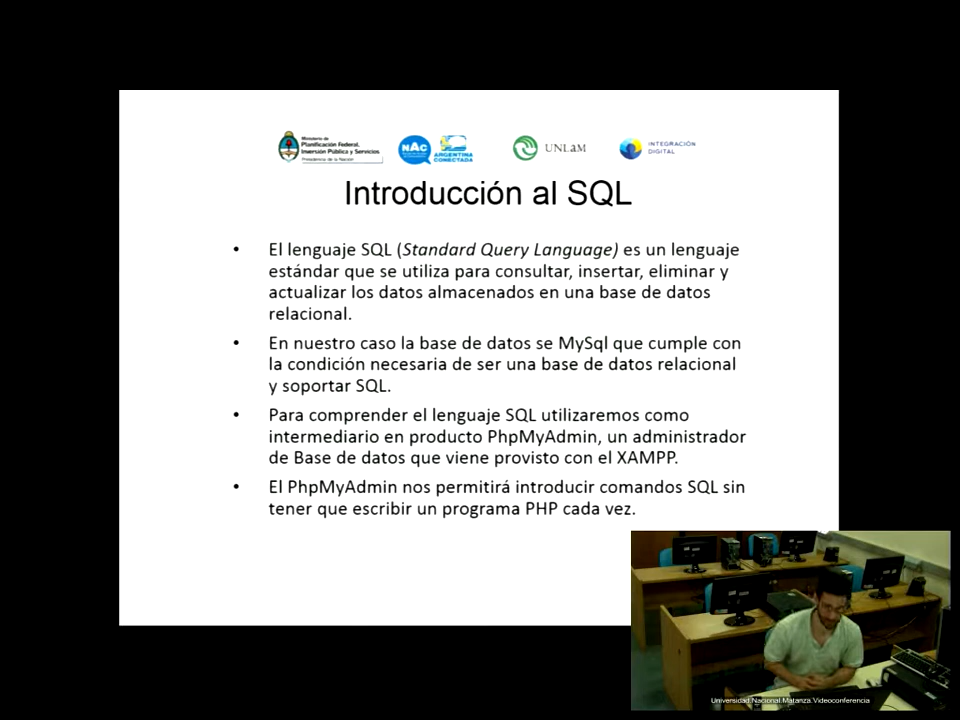 Ministerio de
Planificación Federal,
Inversión Pública y Servicios
Presidencia de la Nación
NAC
ARGENTINA
CONECTADA
UNLaM
INTEGRACIÓN
DIGITAL
Introducción al SQL
• El lenguaje SQL (Standard Query Language) es un lenguaje
estándar que se utiliza para consultar, insertar, eliminar y
actualizar los datos almacenados en una base de datos
relacional.
• En nuestro caso la base de datos se MySql que cumple con
la condición necesaria de ser una base de datos relacional
y soportar SQL.
• Para comprender el lenguaje SQL utilizaremos como
intermediario en producto PhpMyAdmin, un administrador
de Base de datos que viene provisto con el XAMPP.
• El PhpMyAdmin nos permitirá introducir comandos SQL sin
tener que escribir un programa PHP cada vez.
Universidad.Nacional.Matanza.Videoconferencia